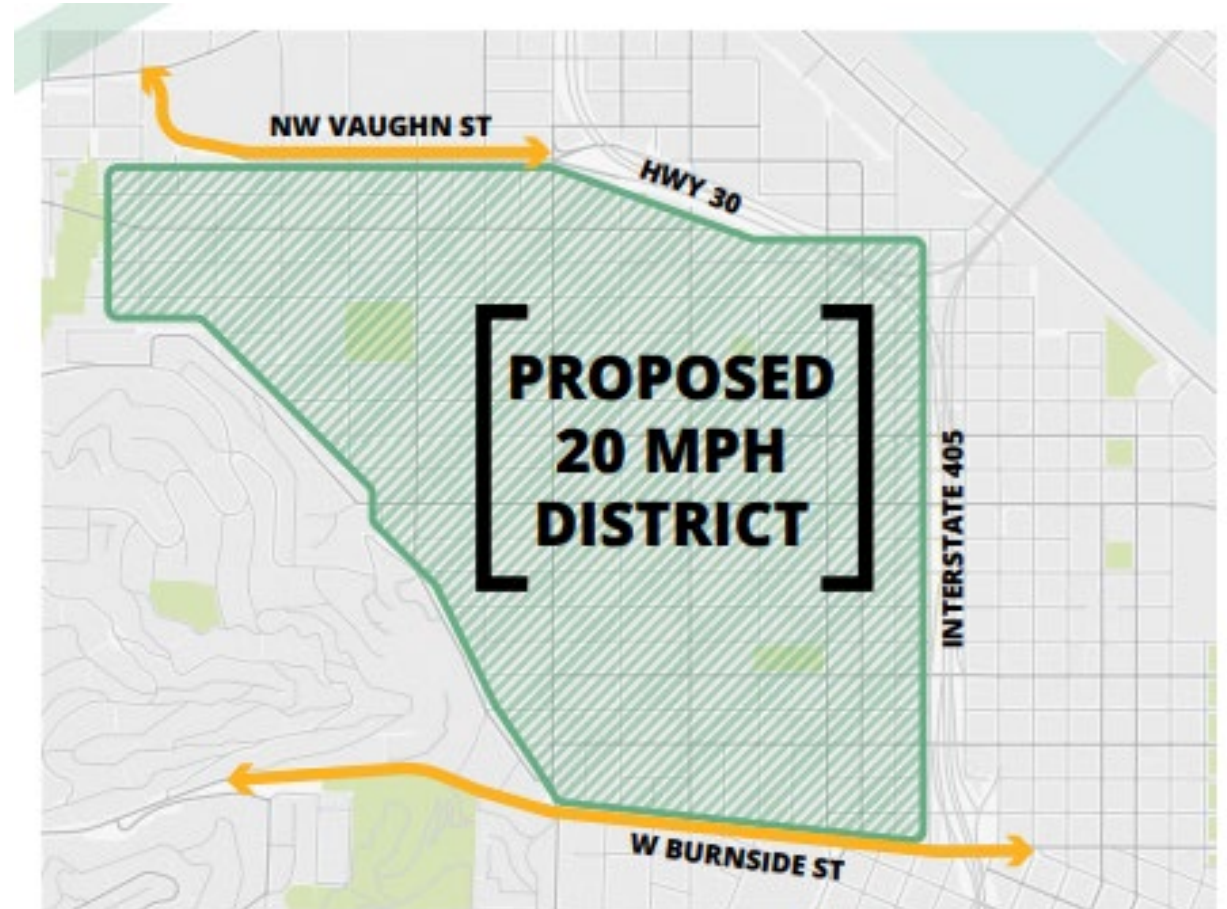 NW VAUGHN ST
HWY 30
PROPOSED
20 MPH
DISTRICT
INTERSTATE 405
W BURNSIDE ST